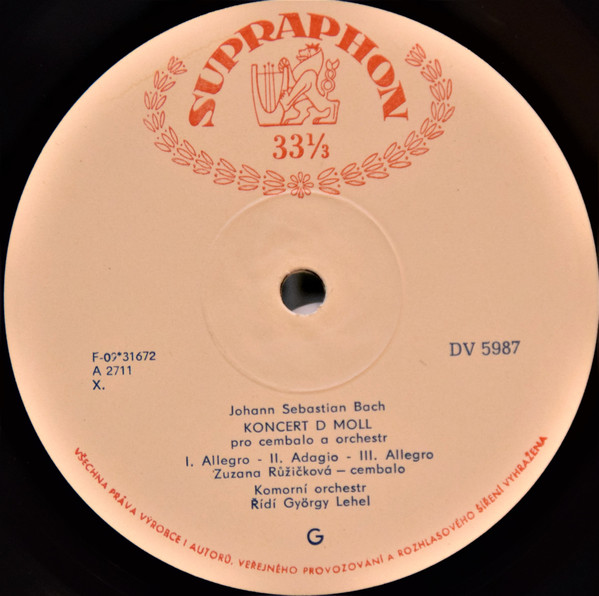 SUPRAPHON
33⅓
F-09*31672
A 2711
X.
DV 5987
Johann Sebastian Bach
KONCERT D MOLL
pro cembalo a orchestr
I. Allegro - II. Adagio - III. Allegro
Zuzana Růžičková – cembalo
Komorní orchestr
Řídí György Lehel
G
VŠECHNA PRÁVA VÝROBCE I AUTORŮ, VEŘEJNÉHO PROVOZOVÁNÍ A ROZHLASOVÉHO ŠÍŘENÍ VYHRAŽENA